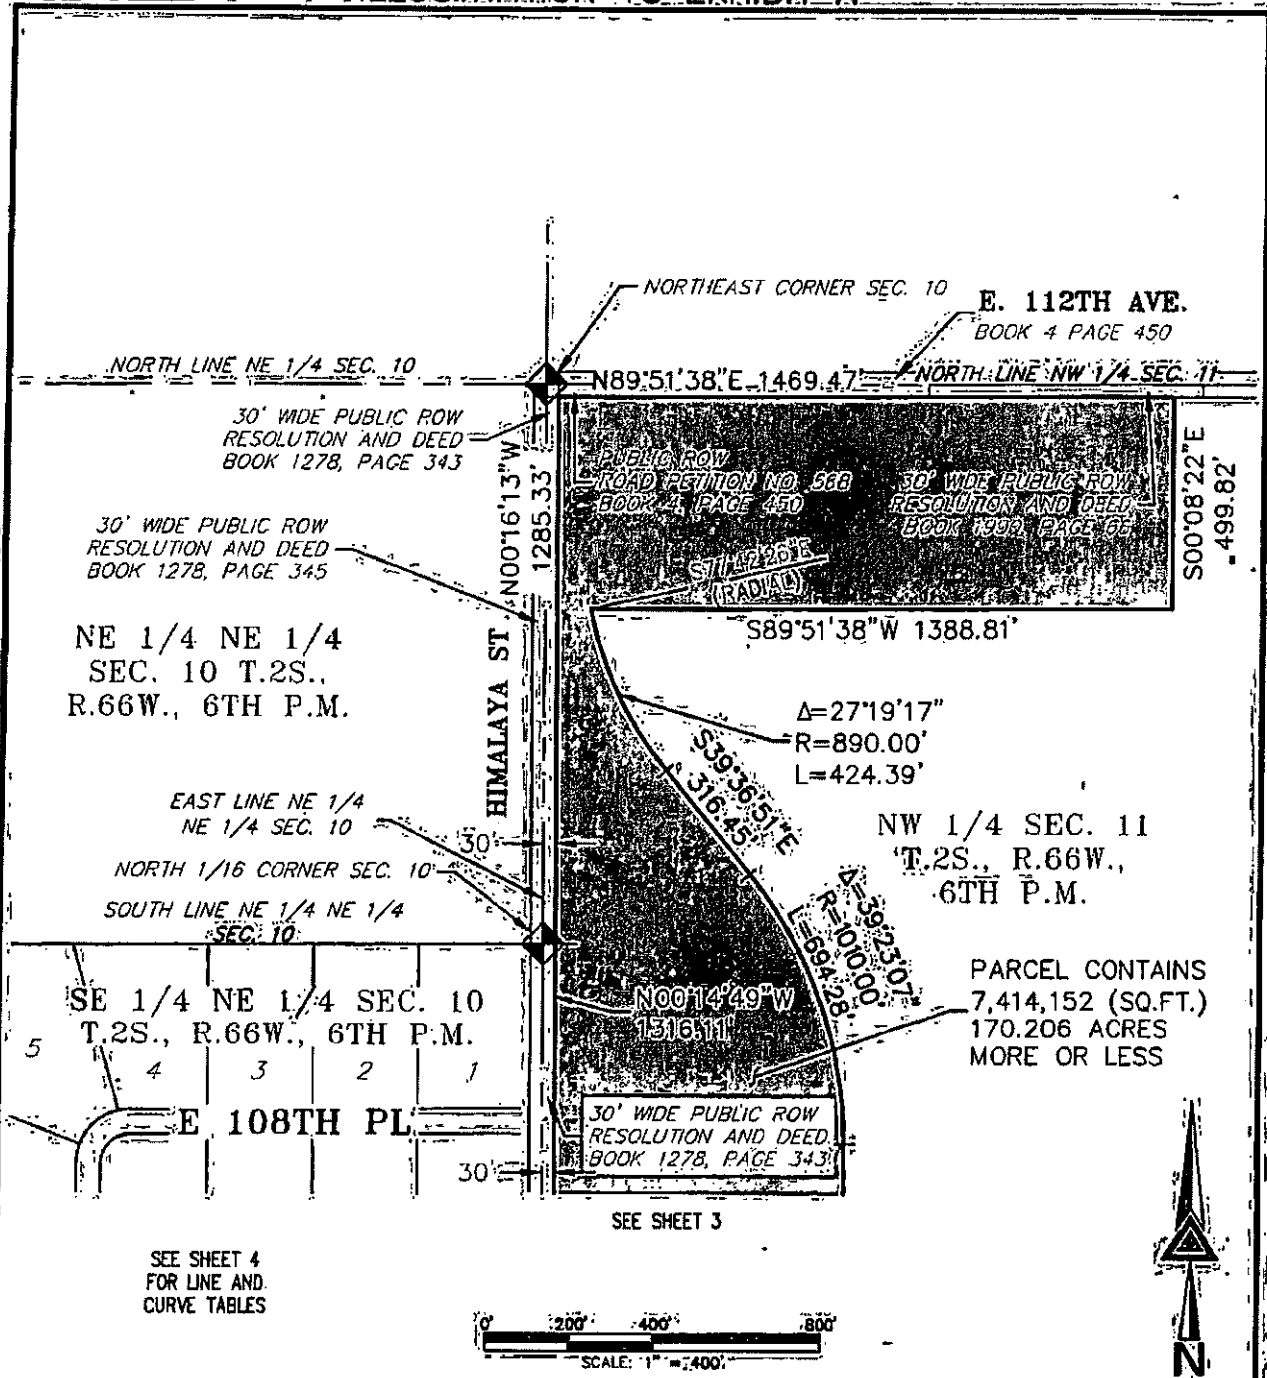 NORTHEAST CORNER SEC. 10
E. 112TH AVE.
BOOK 4 PAGE 450
NORTH LINE NE 1/4 SEC. 10
N89°51'38"E 1469.47'
NORTH LINE NW 1/4 SEC. 11
30' WIDE PUBLIC ROW
RESOLUTION AND DEED
BOOK 1278, PAGE 343
N00°16'13"W
1285.33'
PUBLIC ROW
ROAD PETITION NO. 568
BOOK 4, PAGE 450
30' WIDE PUBLIC ROW
RESOLUTION AND DEED
BOOK PAGE
S00°08'22"E
499.82'
30' WIDE PUBLIC ROW
RESOLUTION AND DEED
BOOK 1278, PAGE 345
(RADIAL)
S89°51'38"W 1388.81'
NE 1/4 NE 1/4
SEC. 10 T.2S.,
R.66W., 6TH P.M.
HIMALAYA ST
Δ=27°19'17"
R=890.00'
L=424.39'
S39°36'51"E
316.45'
EAST LINE NE 1/4
NE 1/4 SEC. 10
30'
NW 1/4 SEC. 11
T.2S., R.66W.,
6TH P.M.
NORTH 1/16 CORNER SEC. 10
SOUTH LINE NE 1/4 NE 1/4
SEC. 10
Δ=39°23'07"
R=1010.00'
L=694.28'
SE 1/4 NE 1/4 SEC. 10
T.2S., R.66W., 6TH P.M.
N00°14'49"W
1316.11'
PARCEL CONTAINS
7,414,152 (SQ.FT.)
170.206 ACRES
MORE OR LESS
5 4 3 2 1
E 108TH PL
30' WIDE PUBLIC ROW
RESOLUTION AND DEED
BOOK 1278, PAGE 343
30'
SEE SHEET 3
SEE SHEET 4
FOR LINE AND
CURVE TABLES
0' 200' 400' 800'
SCALE: 1" = 400'
N